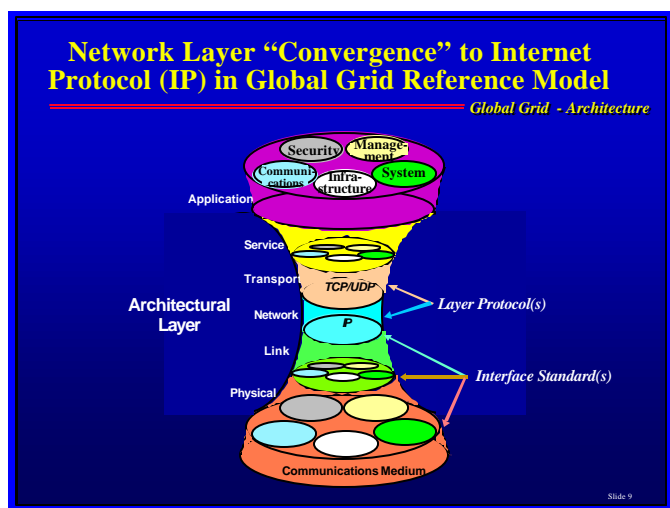 Network Layer “Convergence” to Internet
Protocol (IP) in Global Grid Reference Model
Global Grid - Architecture
Security
Manage-
ment
Communi-
cations
Infra-
structure
System
Application
Service
Transport
TCP/UDP
Architectural
Layer
Layer Protocol(s)
Network
IP
Link
Interface Standard(s)
Physical
Communications Medium
Slide 9